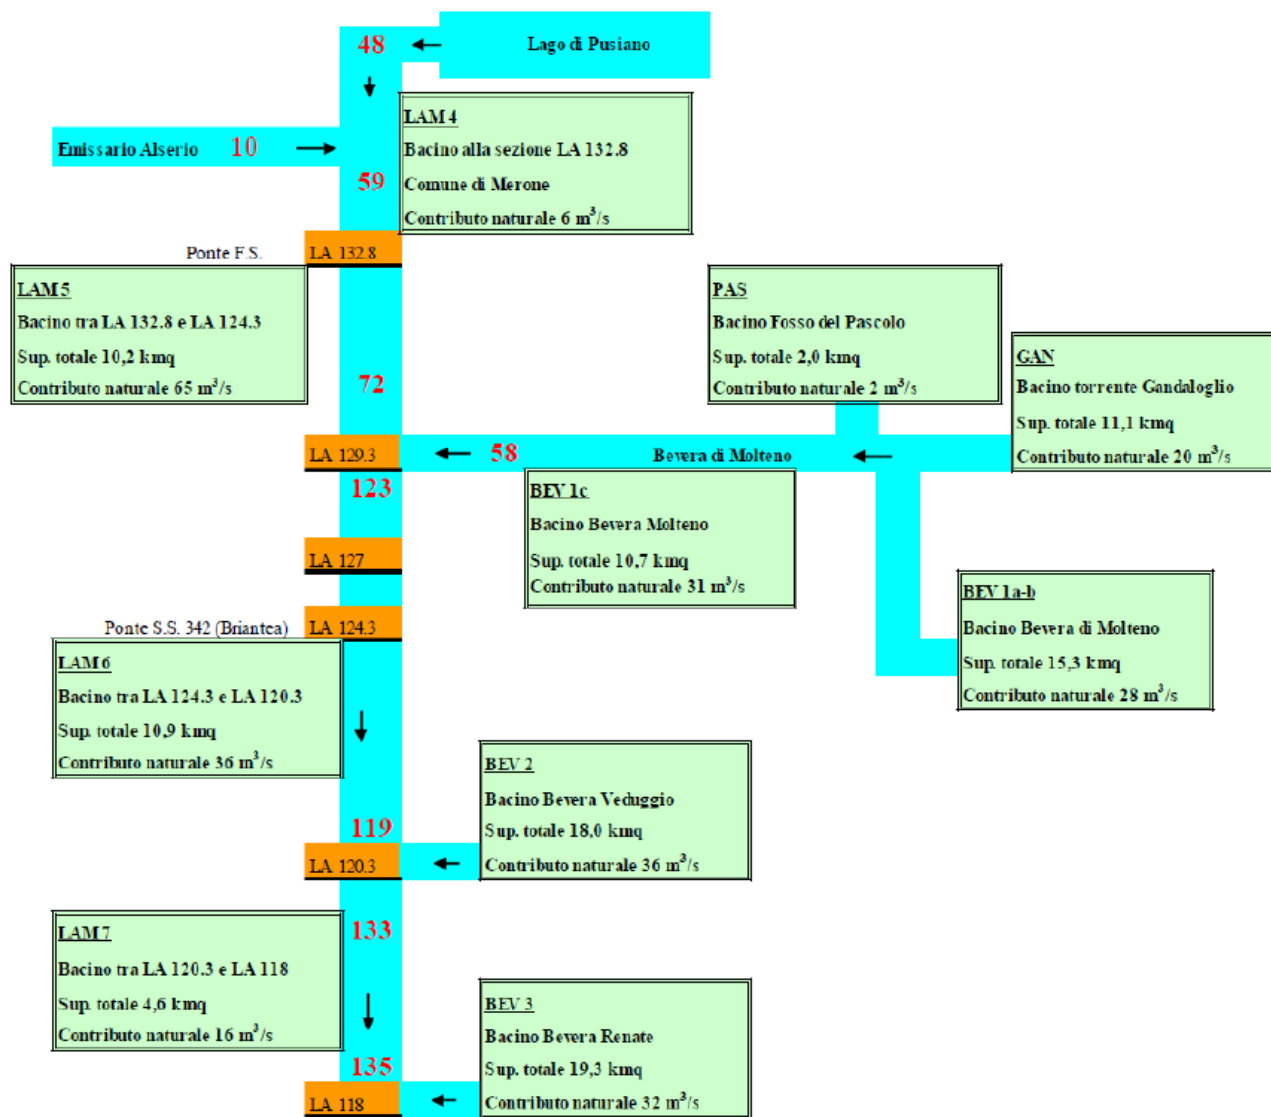 48
Lago di Pusiano
LAM 4
Bacino alla sezione LA 132.8
Comune di Merone
Contributo naturale 6 m³/s
Emissario Alserio 10
59
Ponte F.S.
LA 132.8
LAM 5
Bacino tra LA 132.8 e LA 124.3
Sup. totale 10,2 kmq
Contributo naturale 65 m³/s
72
PAS
Bacino Fosso del Pascolo
Sup. totale 2,0 kmq
Contributo naturale 2 m³/s
GAN
Bacino torrente Gandaloglio
Sup. totale 11,1 kmq
Contributo naturale 20 m³/s
LA 129.3
58
Bevera di Molteno
123
BEV 1c
Bacino Bevera Molteno
Sup. totale 10,7 kmq
Contributo naturale 31 m³/s
LA 127
BEV 1a-b
Bacino Bevera di Molteno
Sup. totale 15,3 kmq
Contributo naturale 28 m³/s
Ponte S.S. 342 (Briantea)
LA 124.3
LAM 6
Bacino tra LA 124.3 e LA 120.3
Sup. totale 10,9 kmq
Contributo naturale 36 m³/s
119
LA 120.3
BEV 2
Bacino Bevera Veduggio
Sup. totale 18,0 kmq
Contributo naturale 36 m³/s
133
LAM 7
Bacino tra LA 120.3 e LA 118
Sup. totale 4,6 kmq
Contributo naturale 16 m³/s
135
LA 118
BEV 3
Bacino Bevera Renate
Sup. totale 19,3 kmq
Contributo naturale 32 m³/s